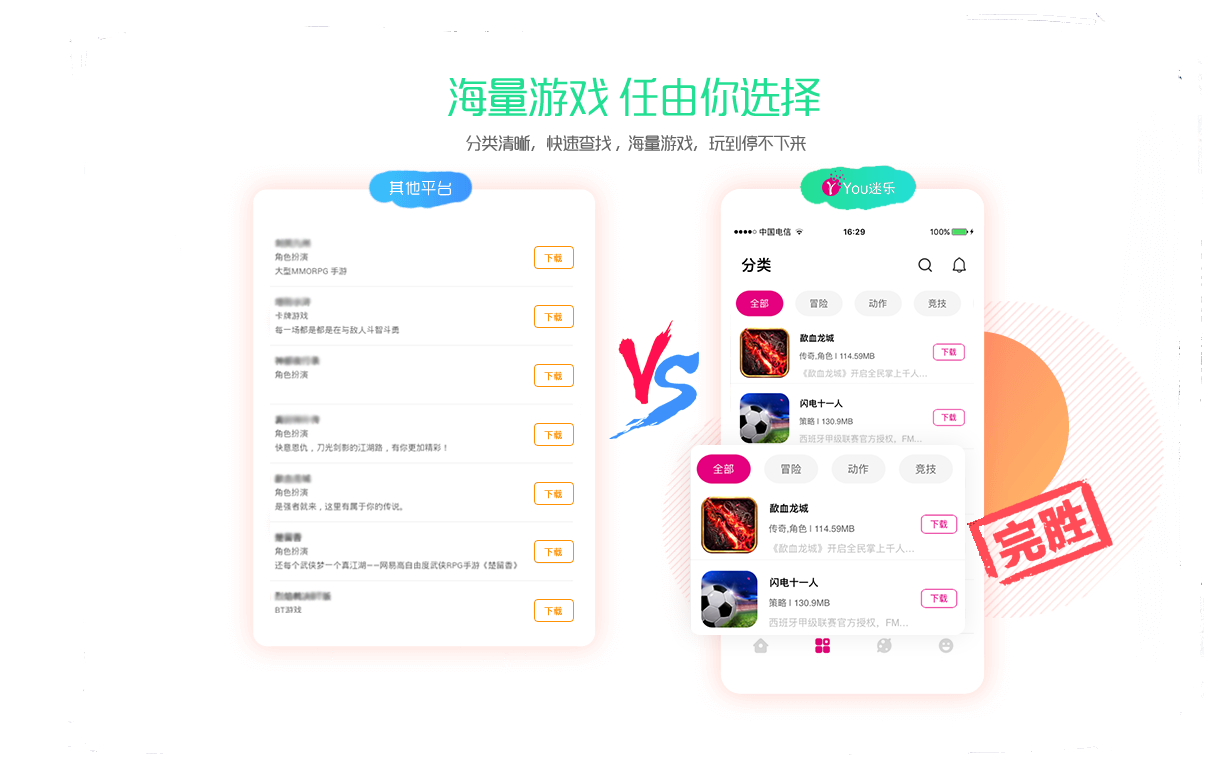 海量游戏 任由你选择
分类清晰，快速查找，海量游戏，玩到停不下来
其他平台
角色扮演
大型MMORPG 手游
下载
卡牌游戏
每一场都是都是在与敌人斗智斗勇
下载
角色扮演
下载
角色扮演
快意恩仇，刀光剑影的江湖路，有你更加精彩！
下载
角色扮演
是强者就来，这里有属于你的传说。
下载
楚留香
角色扮演
还每个武侠梦一个真江湖——网易高自由度武侠RPG手游《楚留香》
下载
BT游戏
下载
VS
You迷乐
中国电信 16:29 100%
分类
全部 冒险 动作 竞技
歃血龙城
传奇,角色 | 114.59MB
《歃血龙城》开启全民掌上千人...
下载
闪电十一人
策略 | 130.9MB
西班牙甲级联赛官方授权，FM...
下载
全部 冒险 动作 竞技
歃血龙城
传奇,角色 | 114.59MB
《歃血龙城》开启全民掌上千人...
下载
闪电十一人
策略 | 130.9MB
西班牙甲级联赛官方授权，FM...
下载
完胜